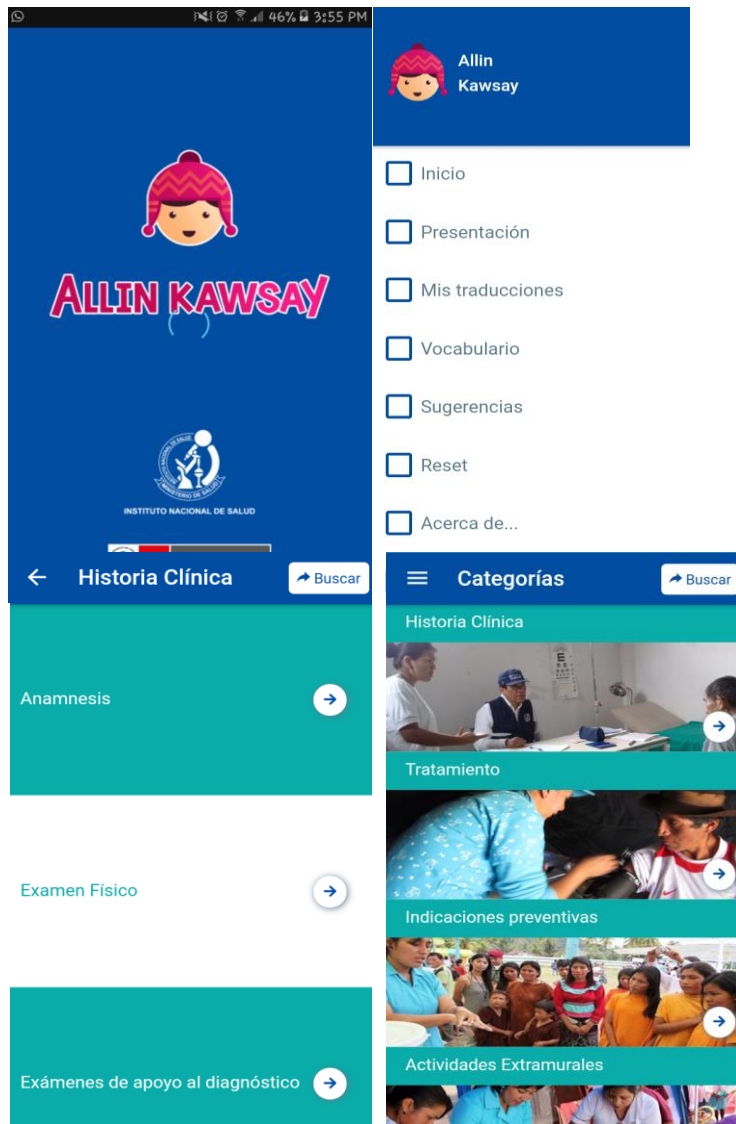 46% 3:55 PM
ALLIN KAWSAY
INSTITUTO NACIONAL DE SALUD
Allin
Kawsay
Inicio
Presentación
Mis traducciones
Vocabulario
Sugerencias
Reset
Acerca de...
Historia Clínica
Buscar
Anamnesis
Examen Físico
Exámenes de apoyo al diagnóstico
Categorías
Buscar
Historia Clínica
Tratamiento
Indicaciones preventivas
Actividades Extramurales